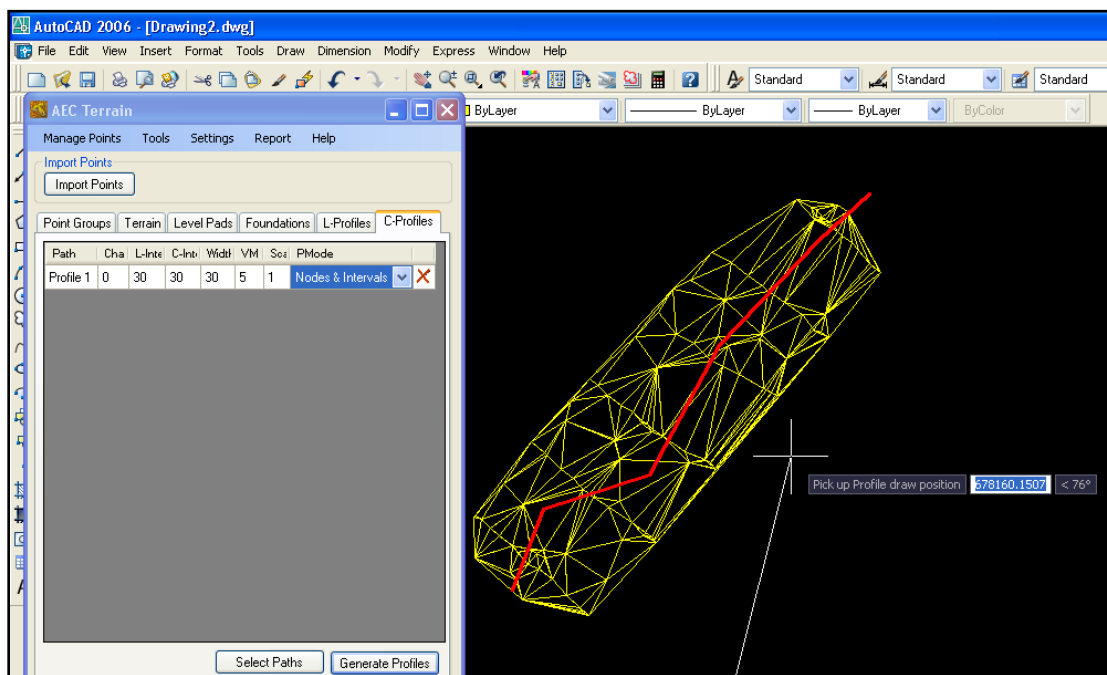 AutoCAD 2006 - [Drawing2.dwg]
File Edit View Insert Format Tools Draw Dimension Modify Express Window Help
Standard Standard Standard
AEC Terrain
ByLayer ByLayer ByLayer ByColor
Manage Points Tools Settings Report Help
Import Points
Import Points
Point Groups Terrain Level Pads Foundations L-Profiles C-Profiles
Path Cha L-Inte C-Inte Width VM Sca PMode
Profile 1 0 30 30 30 5 1 Nodes & Intervals
Pick up Profile draw position 678160.1507 < 76°
Select Paths Generate Profiles